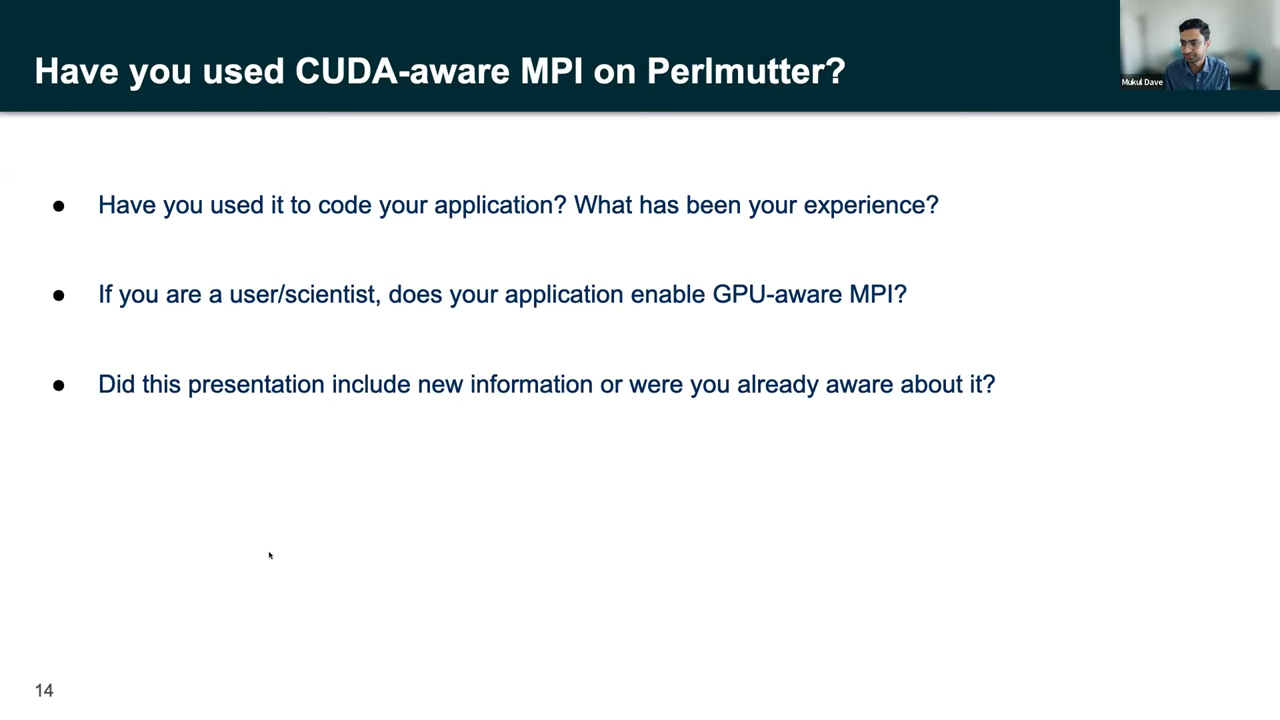 Have you used CUDA-aware MPI on Perlmutter?
Mukul Dave
● Have you used it to code your application? What has been your experience?
● If you are a user/scientist, does your application enable GPU-aware MPI?
● Did this presentation include new information or were you already aware about it?
14